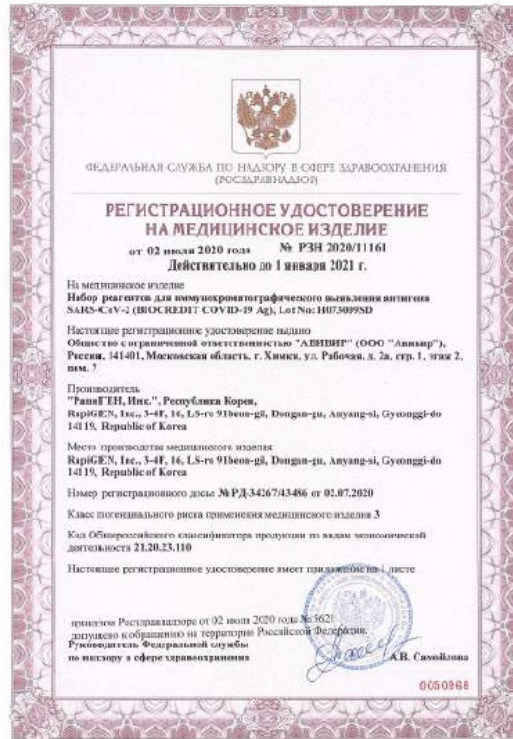 ФЕДЕРАЛЬНАЯ СЛУЖБА ПО НАДЗОРУ В СФЕРЕ ЗДРАВООХРАНЕНИЯ
(РОСЗДРАВНАДЗОР)
РЕГИСТРАЦИОННОЕ УДОСТОВЕРЕНИЕ
НА МЕДИЦИНСКОЕ ИЗДЕЛИЕ
от 02 июля 2020 года № РЗН 2020/11161
Действительно до 1 января 2021 г.
На медицинское изделие
Набор реагентов для иммунохроматографического выявления антигена
SARS-CoV-2 (BIOCREDIT COVID-19 Ag), Lot No: H073009SD
Настоящее регистрационное удостоверение выдано
Общество с ограниченной ответственностью "АВИВИР" (ООО "Авивир"),
Россия, 141401, Московская область, г. Химки, ул. Рабочая, д. 2а, стр. 1, этаж 2,
пом. 7
Производитель
"РапиГЕН, Инк.", Республика Корея,
RapiGEN, Inc., 3-4F, 16, LS-ro 91beon-gil, Dongan-gu, Anyang-si, Gyeonggi-do
14119, Republic of Korea
Место производства медицинского изделия
RapiGEN, Inc., 3-4F, 16, LS-ro 91beon-gil, Dongan-gu, Anyang-si, Gyeonggi-do
14119, Republic of Korea
Номер регистрационного досье № РД-34267/43486 от 02.07.2020
Класс потенциального риска применения медицинского изделия 3
Код Общероссийского классификатора продукции по видам экономической
деятельности 21.20.23.110
Настоящее регистрационное удостоверение имеет приложение на 1 листе
приказом Росздравнадзора от 02 июля 2020 года № 5621
допущено к обращению на территории Российской Федерации.
Руководитель Федеральной службы
по надзору в сфере здравоохранения А.В. Самойлова
0050968